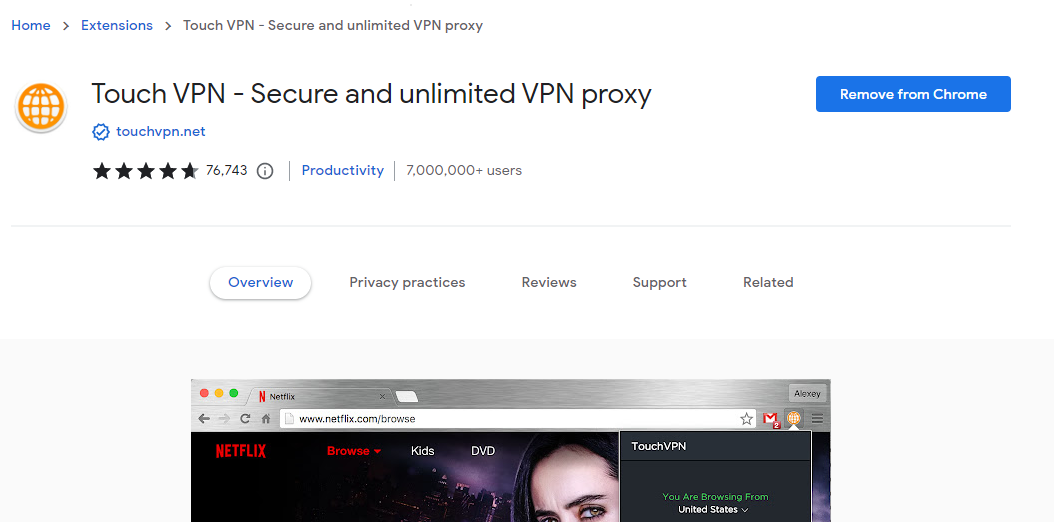 Home > Extensions > Touch VPN - Secure and unlimited VPN proxy
Touch VPN - Secure and unlimited VPN proxy
Remove from Chrome
touchvpn.net
76,743 Productivity 7,000,000+ users
Overview Privacy practices Reviews Support Related
Netflix
Alexey
www.netflix.com/browse
2
NETFLIX Browse Kids DVD
TouchVPN
You Are Browsing From
United States